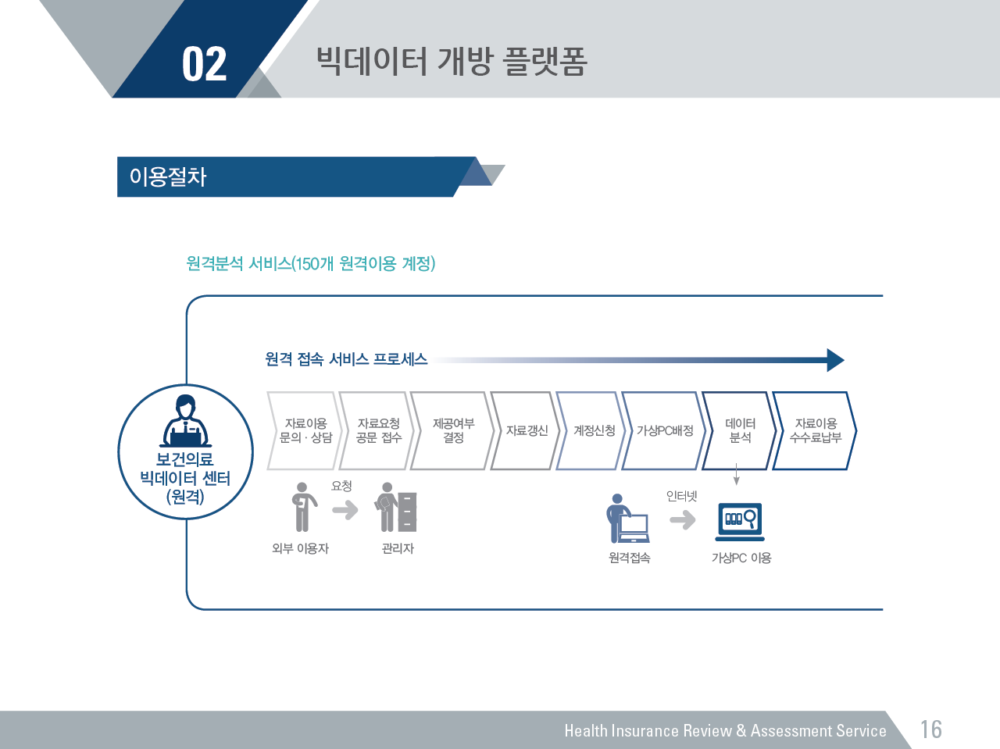 02
빅데이터 개방 플랫폼
이용절차
원격분석 서비스(150개 원격이용 계정)
원격 접속 서비스 프로세스
보건의료
빅데이터 센터
(원격)
자료이용
문의 · 상담
자료요청
공문 접수
제공여부
결정
자료갱신
계정신청
가상PC배정
데이터
분석
자료이용
수수료납부
요청
외부 이용자
관리자
인터넷
원격접속
가상PC 이용
Health Insurance Review & Assessment Service
16